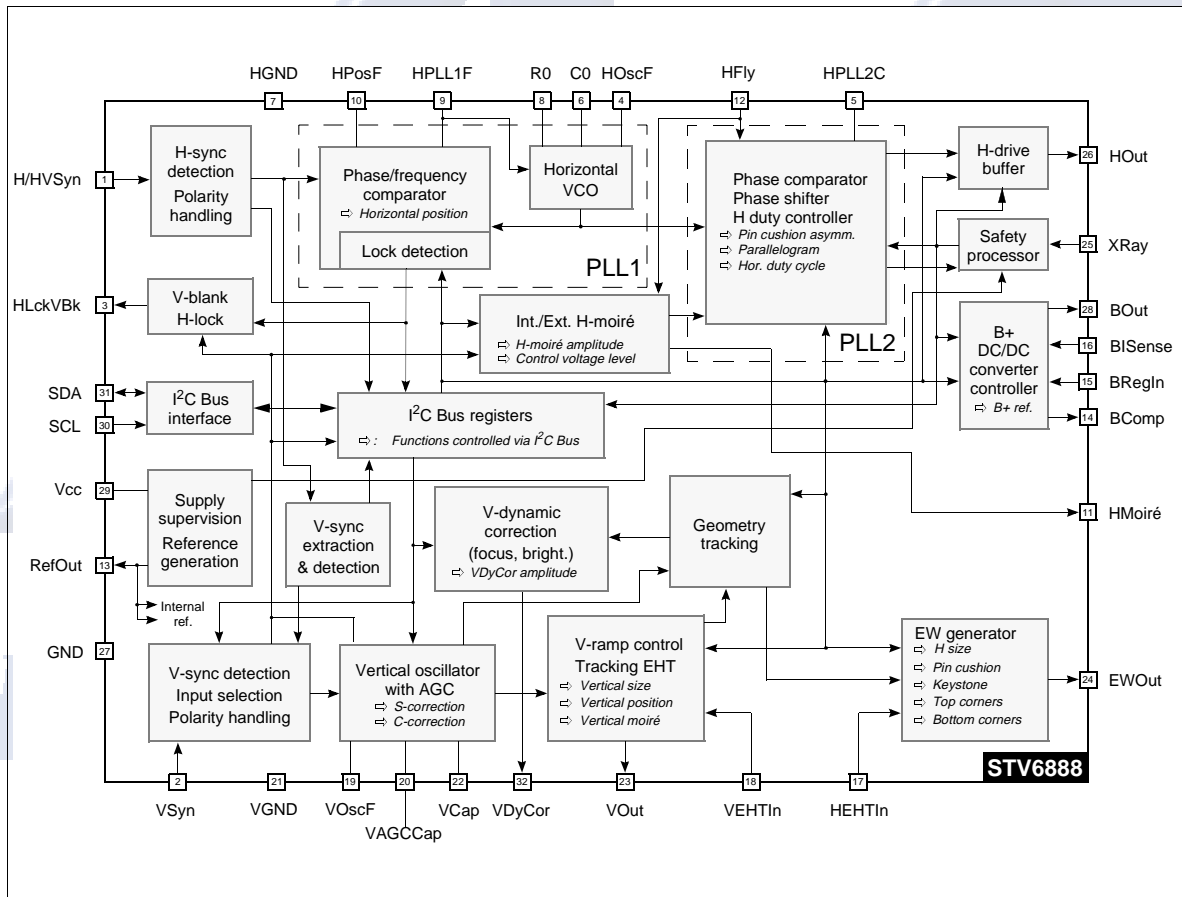 HGND HPosF HPLL1F R0 C0 HOscF HFly HPLL2C
7 10 9 8 6 4 12 5
H/HVSyn
1
H-sync
detection
Polarity
handling
Phase/frequency
comparator
⇨ Horizontal position
Lock detection
Horizontal
VCO
PLL1
Phase comparator
Phase shifter
H duty controller
⇨ Pin cushion asymm.
⇨ Parallelogram
⇨ Hor. duty cycle
PLL2
H-drive
buffer
26
HOut
Safety
processor
25
XRay
HLckVBk
3
V-blank
H-lock
Int./Ext. H-moiré
⇨ H-moiré amplitude
⇨ Control voltage level
B+
DC/DC
converter
controller
⇨ B+ ref.
28
BOut
16
BISense
15
BRegIn
14
BComp
SDA
31
SCL
30
I2C Bus
interface
I2C Bus registers
⇨ : Functions controlled via I2C Bus
Vcc
29
RefOut
13
Supply
supervision
Reference
generation
Internal
ref.
V-sync
extraction
& detection
V-dynamic
correction
(focus, bright.)
⇨ VDyCor amplitude
Geometry
tracking
11
HMoiré
GND
27
V-sync detection
Input selection
Polarity handling
Vertical oscillator
with AGC
⇨ S-correction
⇨ C-correction
V-ramp control
Tracking EHT
⇨ Vertical size
⇨ Vertical position
⇨ Vertical moiré
EW generator
⇨ H size
⇨ Pin cushion
⇨ Keystone
⇨ Top corners
⇨ Bottom corners
24
EWOut
STV6888
2 21 19 20 22 32 23 18 17
VSyn VGND VOscF VCap VDyCor VOut VEHTIn HEHTIn
VAGCCap